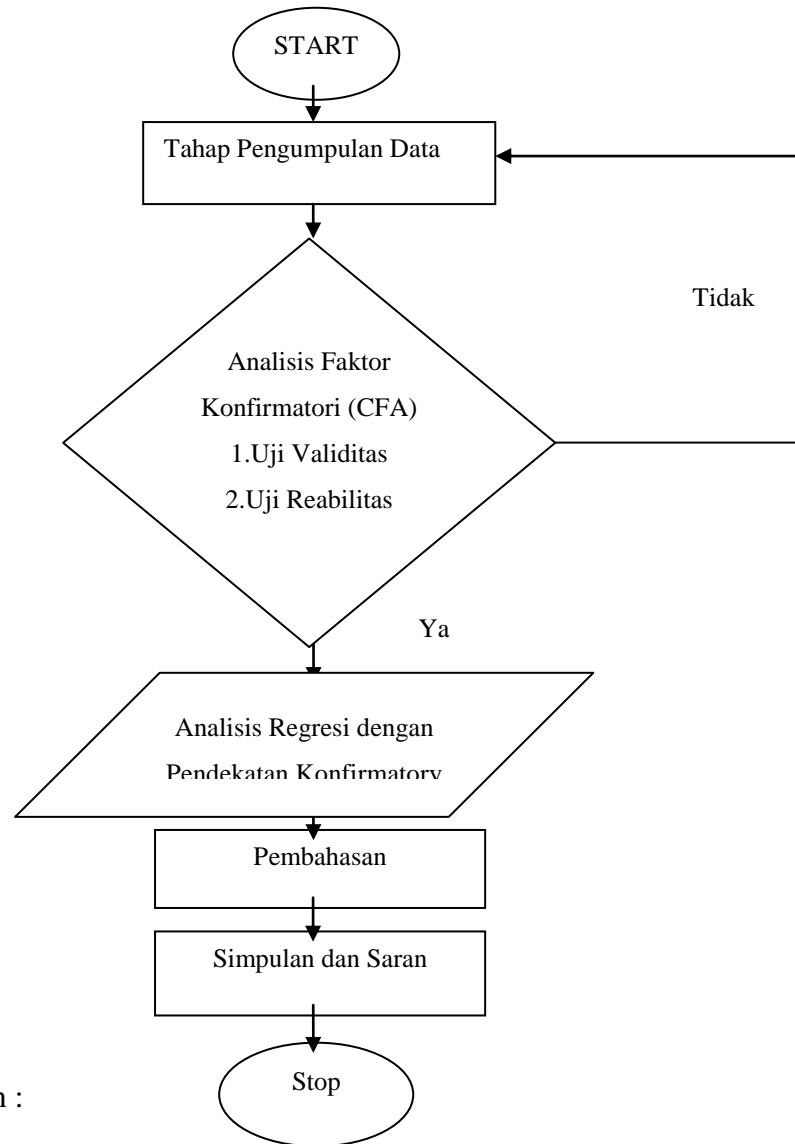 START
Tahap Pengumpulan Data
Tidak
Analisis Faktor
Konfirmatori (CFA)
1.Uji Validitas
2.Uji Reabilitas
Ya
Analisis Regresi dengan
Pendekatan Konfirmatory
Pembahasan
Simpulan dan Saran
Stop
: